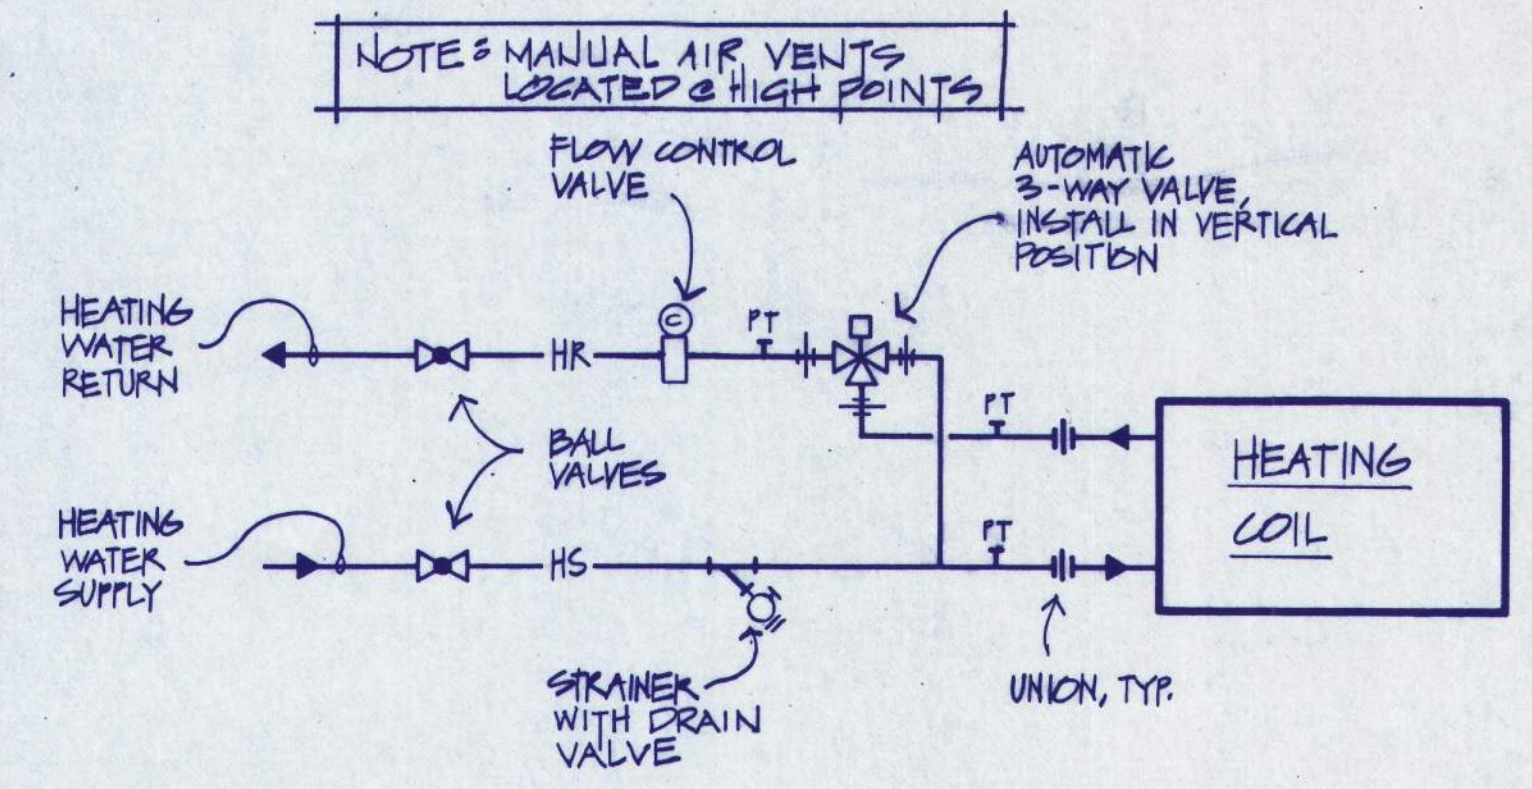 NOTE: MANUAL AIR VENTS
LOCATED @ HIGH POINTS
FLOW CONTROL
VALVE
AUTOMATIC
3-WAY VALVE,
INSTALL IN VERTICAL
POSITION
HEATING
WATER
RETURN
HR
C
PT
PT
BALL
VALVES
HEATING
COIL
HEATING
WATER
SUPPLY
HS
PT
STRAINER
WITH DRAIN
VALVE
UNION, TYP.